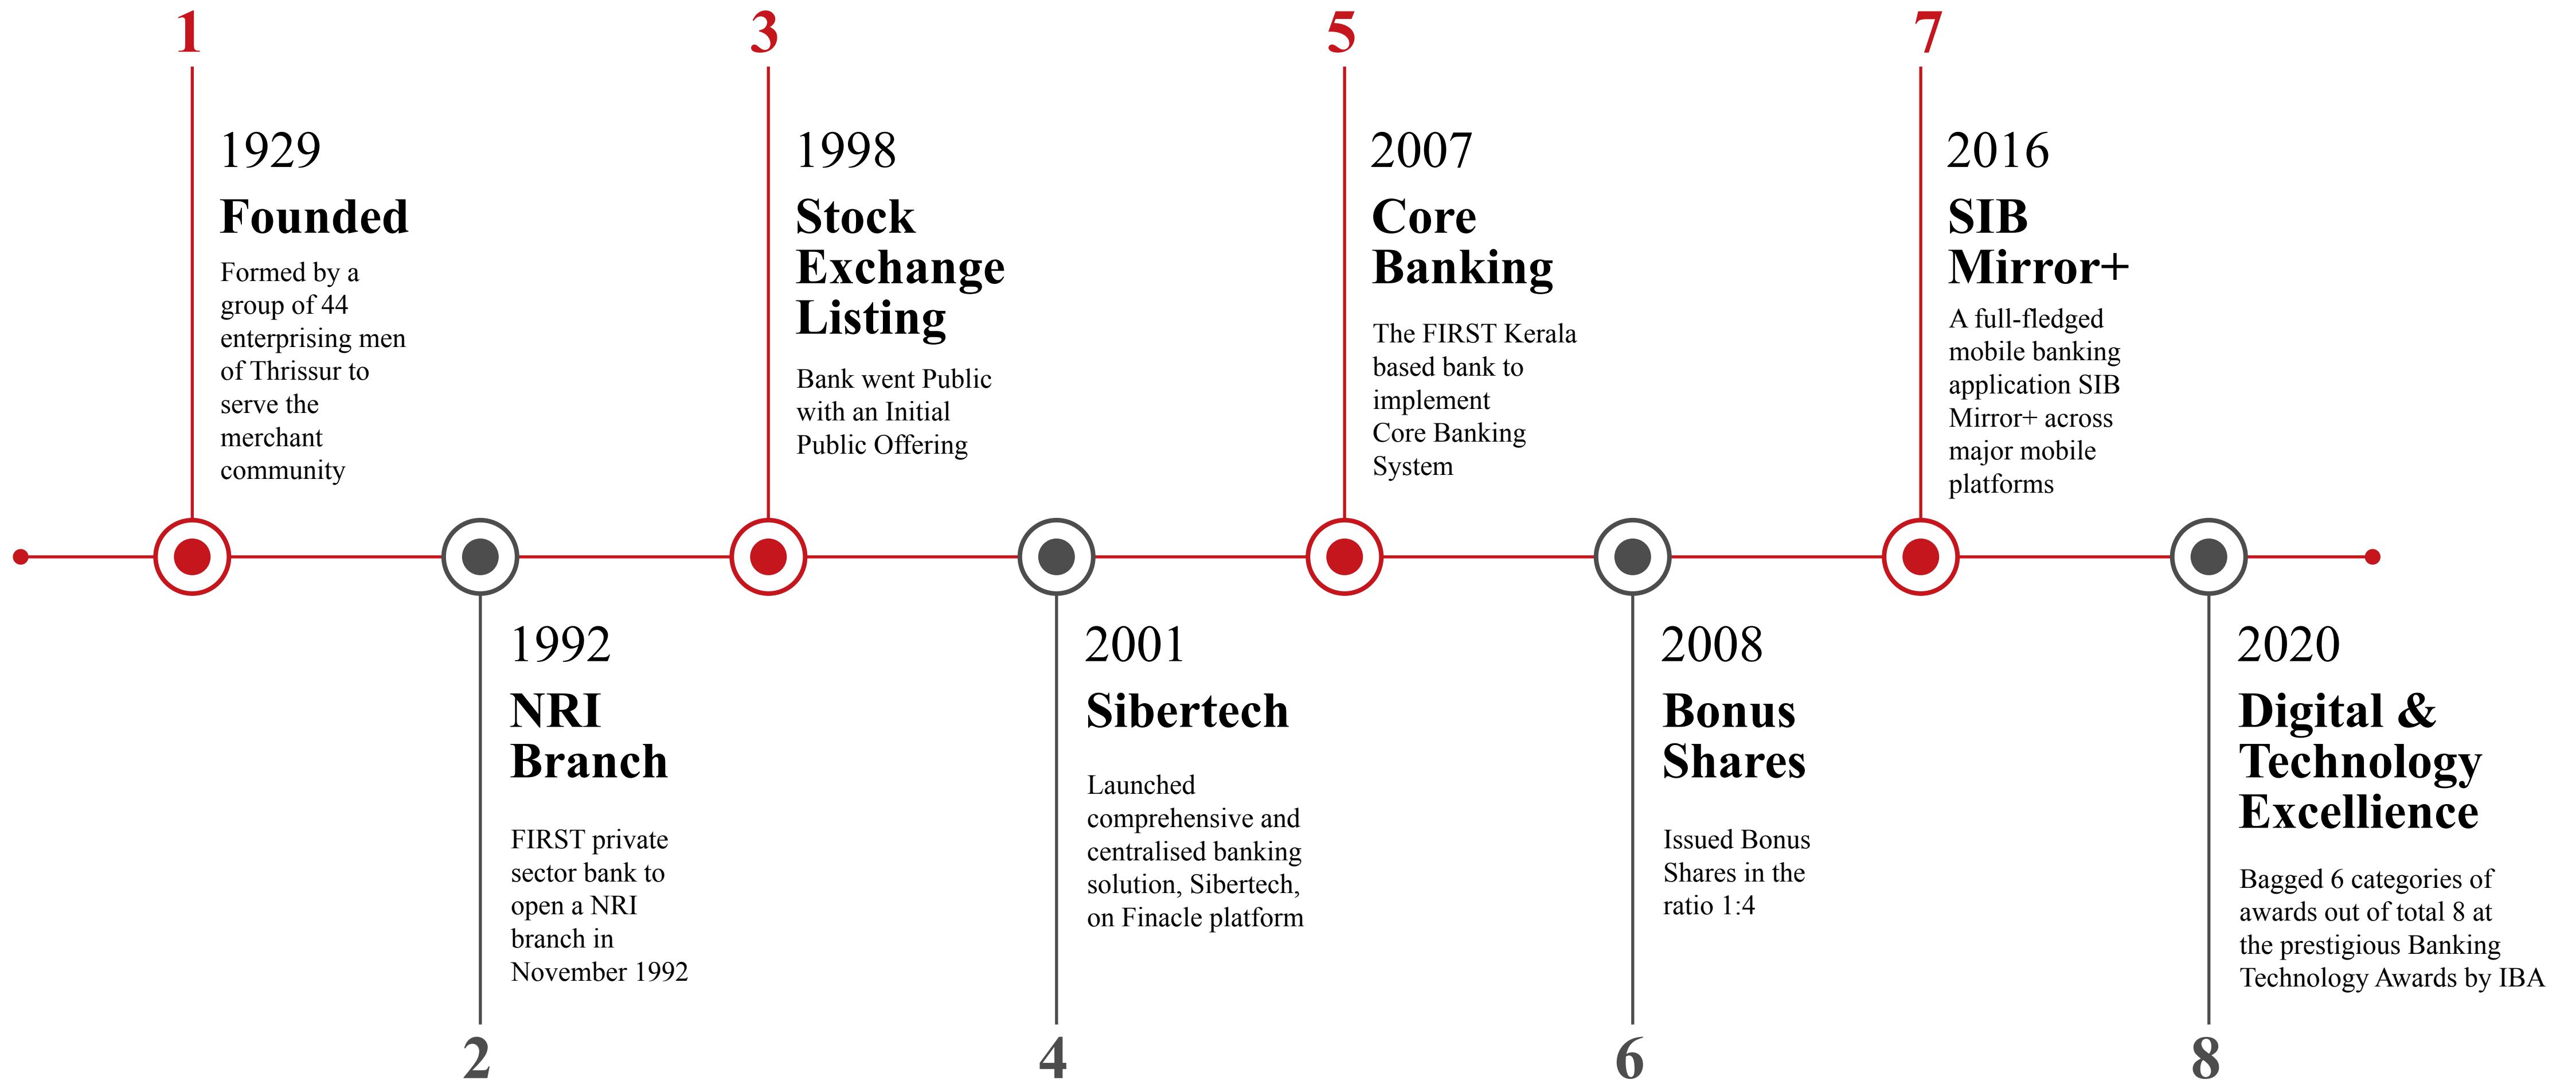 1
1929
Founded
Formed by a
group of 44
enterprising men
of Thrissur to
serve the
merchant
community
2
1992
NRI
Branch
FIRST private
sector bank to
open a NRI
branch in
November 1992
3
1998
Stock
Exchange
Listing
Bank went Public
with an Initial
Public Offering
4
2001
Sibertech
Launched
comprehensive and
centralised banking
solution, Sibertech,
on Finacle platform
5
2007
Core
Banking
The FIRST Kerala
based bank to
implement
Core Banking
System
6
2008
Bonus
Shares
Issued Bonus
Shares in the
ratio 1:4
7
2016
SIB
Mirror+
A full-fledged
mobile banking
application SIB
Mirror+ across
major mobile
platforms
8
2020
Digital &
Technology
Excellience
Bagged 6 categories of
awards out of total 8 at
the prestigious Banking
Technology Awards by IBA